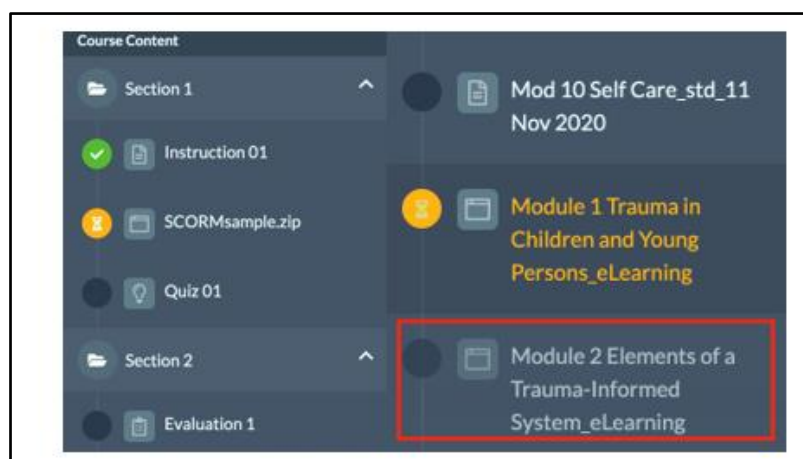 Course Content
Section 1
Instruction 01
SCORMsample.zip
Quiz 01
Section 2
Evaluation 1
Mod 10 Self Care_std_11
Nov 2020
Module 1 Trauma in
Children and Young
Persons_eLearning
Module 2 Elements of a
Trauma-Informed
System_eLearning